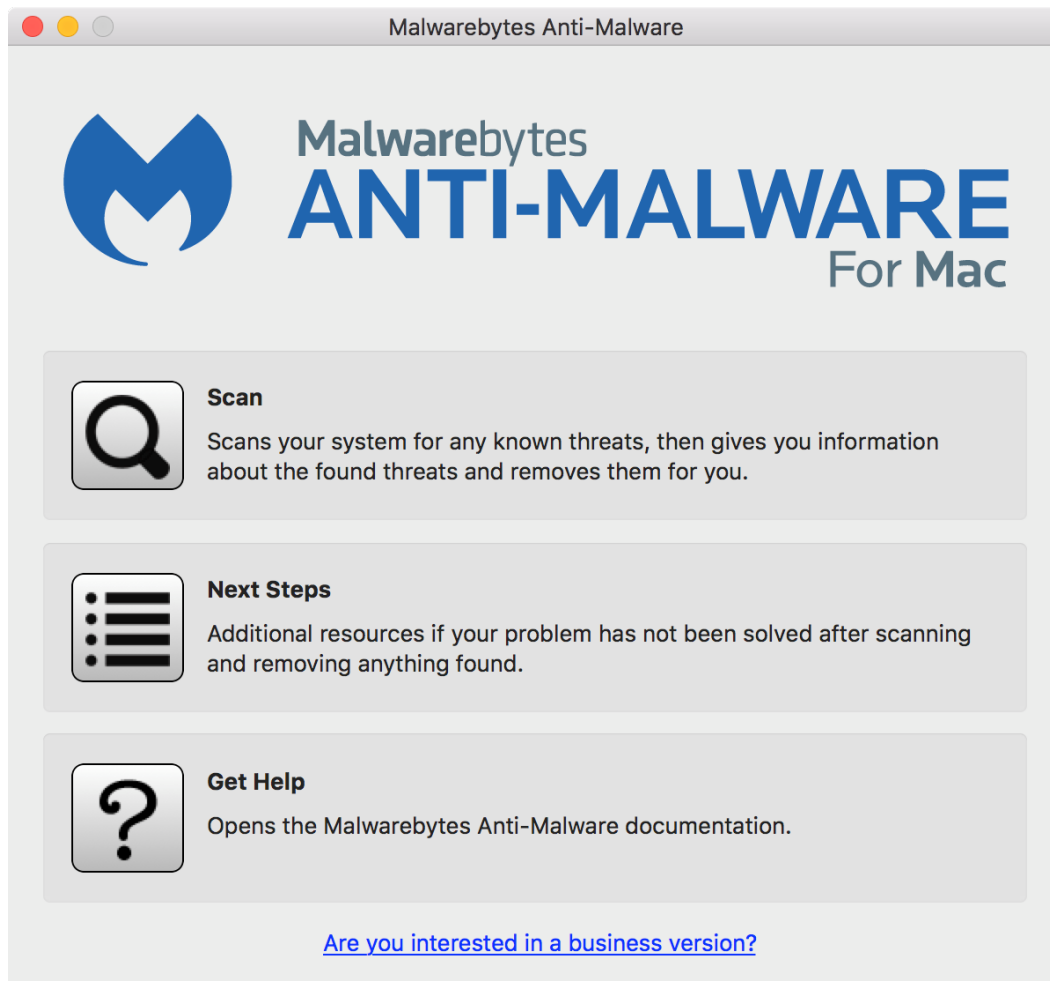 Malwarebytes Anti-Malware
Malwarebytes
ANTI-MALWARE
For Mac
Scan
Scans your system for any known threats, then gives you information
about the found threats and removes them for you.
Next Steps
Additional resources if your problem has not been solved after scanning
and removing anything found.
Get Help
Opens the Malwarebytes Anti-Malware documentation.
Are you interested in a business version?